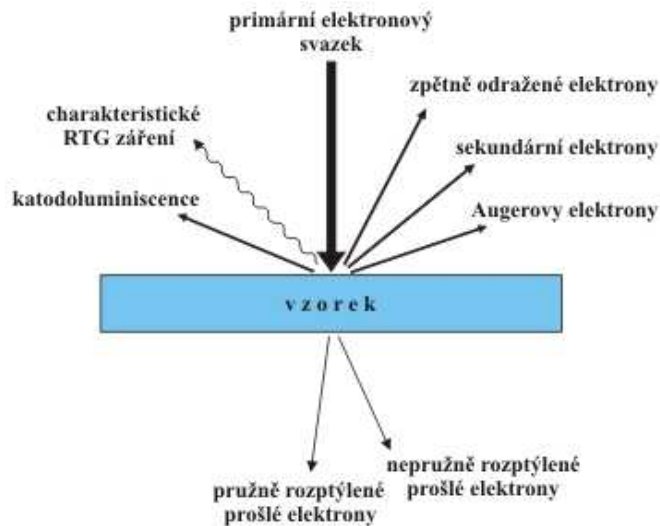 primární elektronový
svazek
zpětně odražené elektrony
charakteristické
RTG záření
sekundární elektrony
katodoluminiscence
Augerovy elektrony
vzorek
nepružně rozptýlené
prošlé elektrony
pružně rozptýlené
prošlé elektrony